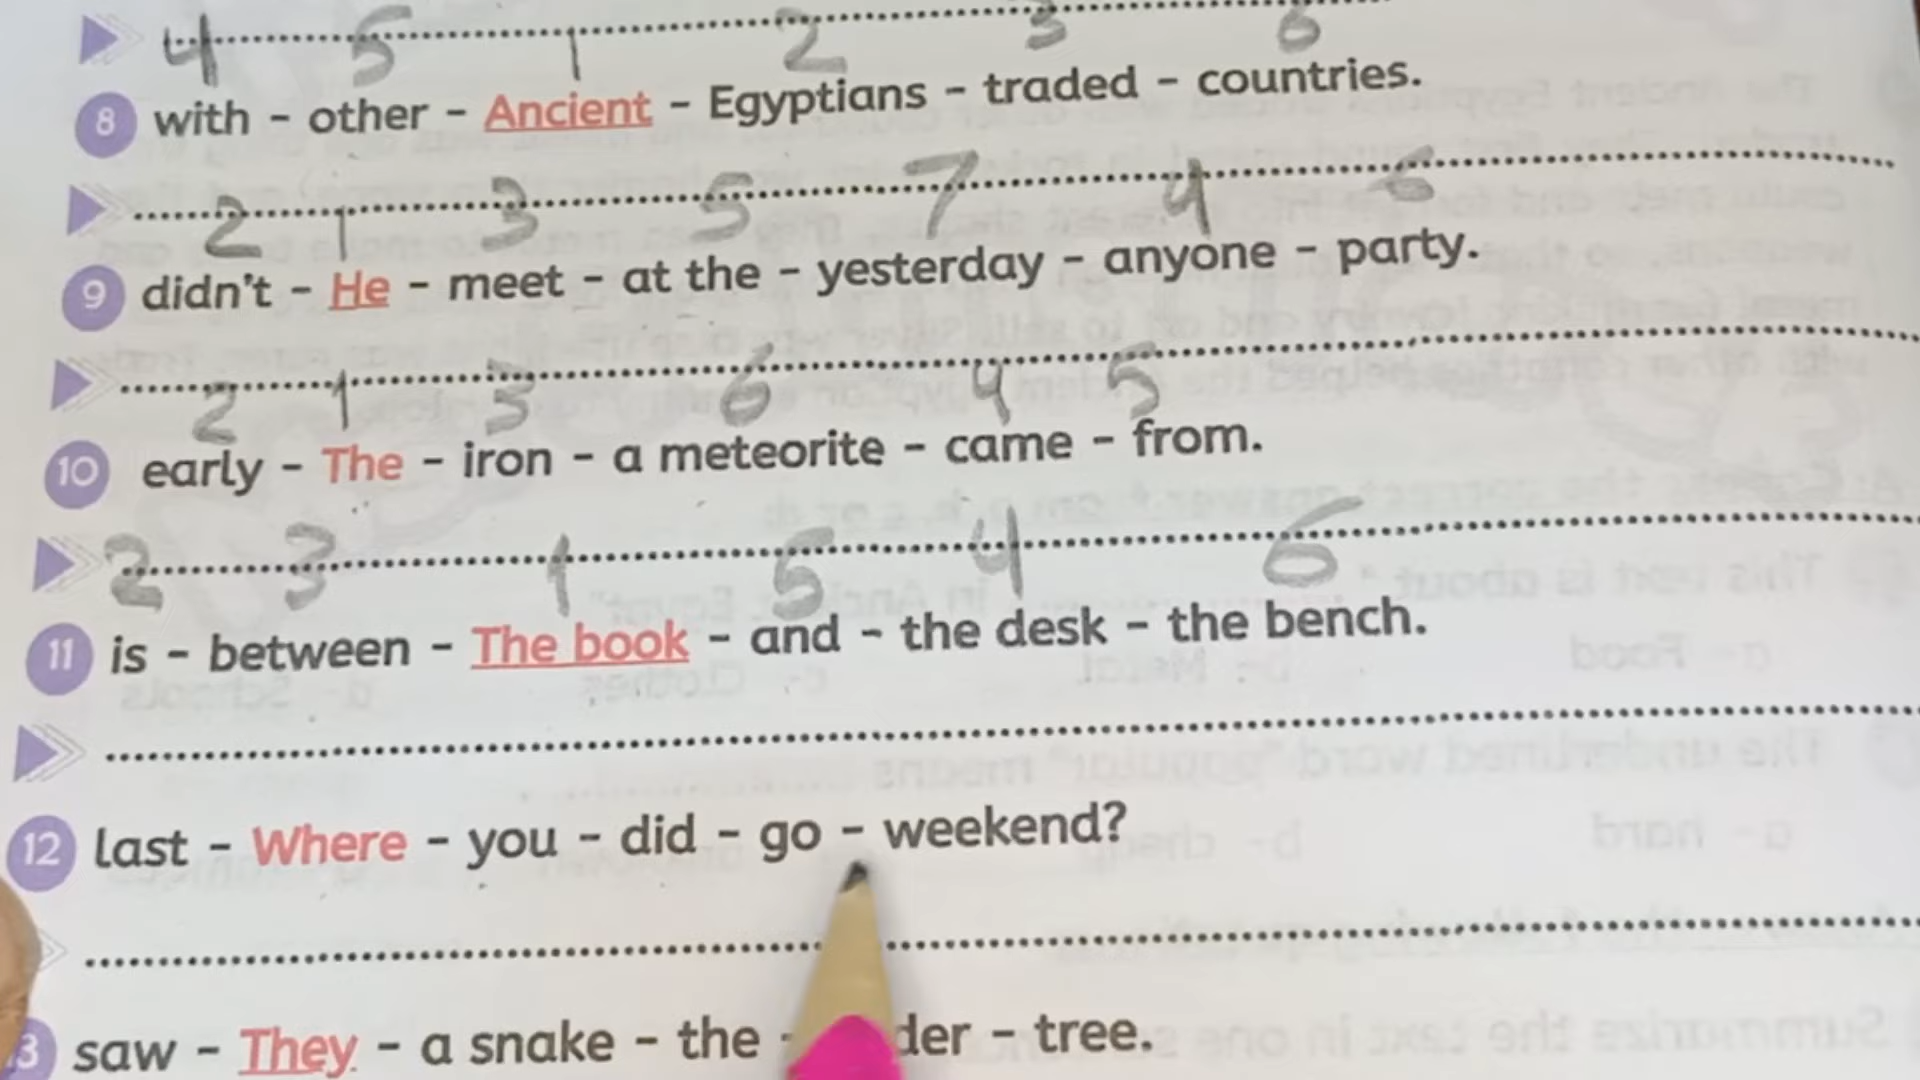 4 5 1 2 3 6
8 with - other - Ancient - Egyptians - traded - countries.
2 1 3 5 7 4 6
9 didn't - He - meet - at the - yesterday - anyone - party.
2 1 3 6 4 5
10 early - The - iron - a meteorite - came - from.
2 3 1 5 4 6
11 is - between - The book - and - the desk - the bench.
12 last - Where - you - did - go - weekend?
saw - They - a snake - the - tree.